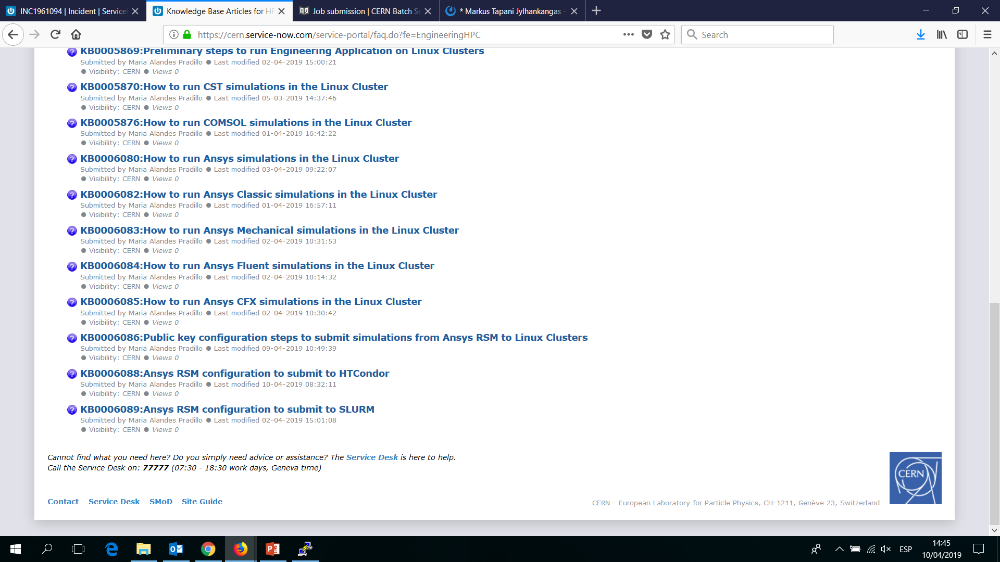 INC1961094 | Incident | Service
Knowledge Base Articles for HP
Job submission | CERN Batch Se
* Markus Tapani Jylhankangas -
https://cern.service-now.com/service-portal/faq.do?fe=EngineeringHPC
Search
KB0005869:Preliminary steps to run Engineering Application on Linux Clusters
Submitted by Maria Alandes Pradillo ● Last modified 02-04-2019 15:00:21
● Visibility: CERN ● Views 0
KB0005870:How to run CST simulations in the Linux Cluster
Submitted by Maria Alandes Pradillo ● Last modified 05-03-2019 14:37:46
● Visibility: CERN ● Views 0
KB0005876:How to run COMSOL simulations in the Linux Cluster
Submitted by Maria Alandes Pradillo ● Last modified 01-04-2019 16:42:22
● Visibility: CERN ● Views 0
KB0006080:How to run Ansys simulations in the Linux Cluster
Submitted by Maria Alandes Pradillo ● Last modified 03-04-2019 09:22:07
● Visibility: CERN ● Views 0
KB0006082:How to run Ansys Classic simulations in the Linux Cluster
Submitted by Maria Alandes Pradillo ● Last modified 01-04-2019 16:57:11
● Visibility: CERN ● Views 0
KB0006083:How to run Ansys Mechanical simulations in the Linux Cluster
Submitted by Maria Alandes Pradillo ● Last modified 02-04-2019 10:31:53
● Visibility: CERN ● Views 0
KB0006084:How to run Ansys Fluent simulations in the Linux Cluster
Submitted by Maria Alandes Pradillo ● Last modified 02-04-2019 10:14:32
● Visibility: CERN ● Views 0
KB0006085:How to run Ansys CFX simulations in the Linux Cluster
Submitted by Maria Alandes Pradillo ● Last modified 02-04-2019 10:30:42
● Visibility: CERN ● Views 0
KB0006086:Public key configuration steps to submit simulations from Ansys RSM to Linux Clusters
Submitted by Maria Alandes Pradillo ● Last modified 09-04-2019 10:49:39
● Visibility: CERN ● Views 0
KB0006088:Ansys RSM configuration to submit to HTCondor
Submitted by Maria Alandes Pradillo ● Last modified 10-04-2019 08:32:11
● Visibility: CERN ● Views 0
KB0006089:Ansys RSM configuration to submit to SLURM
Submitted by Maria Alandes Pradillo ● Last modified 02-04-2019 15:01:08
● Visibility: CERN ● Views 0
Cannot find what you need here? Do you simply need advice or assistance? The Service Desk is here to help.
Call the Service Desk on: 77777 (07:30 - 18:30 work days, Geneva time)
CERN
Contact Service Desk SMoD Site Guide
CERN - European Laboratory for Particle Physics, CH-1211, Genève 23, Switzerland
ESP
14:45
10/04/2019